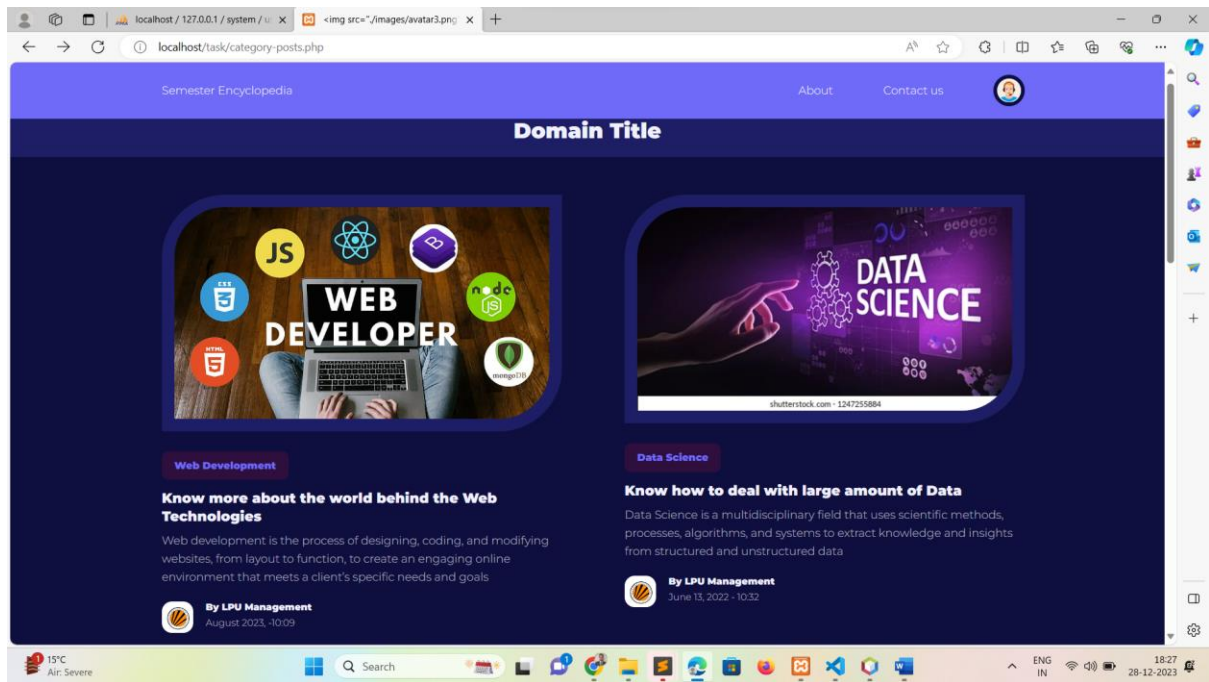 localhost / 127.0.0.1 / system / u
<img src="./images/avatar3.png
localhost/task/category-posts.php
Semester Encyclopedia
About
Contact us
Domain Title
JS
CSS
HTML
node
JS
mongoDB
WEB
DEVELOPER
DATA
SCIENCE
shutterstock.com · 1247255884
Web Development
Know more about the world behind the Web
Technologies
Web development is the process of designing, coding, and modifying
websites, from layout to function, to create an engaging online
environment that meets a client's specific needs and goals
By LPU Management
August 2023, -10:09
Data Science
Know how to deal with large amount of Data
Data Science is a multidisciplinary field that uses scientific methods,
processes, algorithms, and systems to extract knowledge and insights
from structured and unstructured data
By LPU Management
June 13, 2022 - 10:32
1
15°C
Air: Severe
Search
ENG
IN
18:27
28-12-2023